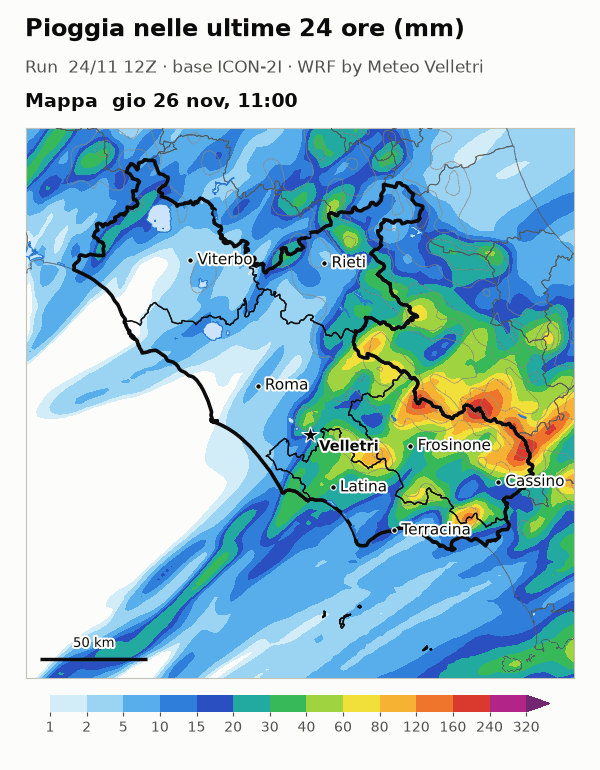 Pioggia nelle ultime 24 ore (mm)
Run  24/11 12Z · base ICON-2I · WRF by Meteo Velletri
Mappa  gio 26 nov, 11:00
Viterbo
Rieti
Roma
Velletri
Frosinone
Cassino
Latina
Terracina
50 km
1 2 5 10 15 20 30 40 60 80 120 160 240 320